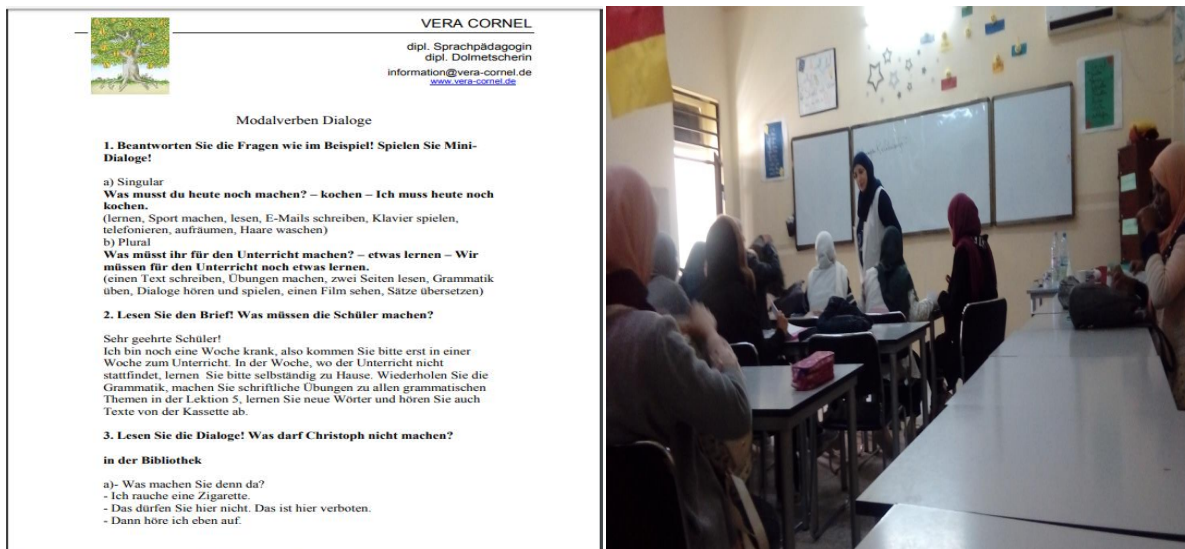 VERA CORNEL
dipl. Sprachpädagogin
dipl. Dolmetscherin
information@vera-cornel.de
www.vera-cornel.de
Modalverben Dialoge
1. Beantworten Sie die Fragen wie im Beispiel! Spielen Sie Mini-
Dialoge!
a) Singular
Was musst du heute noch machen? – kochen – Ich muss heute noch
kochen.
(lernen, Sport machen, lesen, E-Mails schreiben, Klavier spielen,
telefonieren, aufräumen, Haare waschen)
b) Plural
Was müsst ihr für den Unterricht machen? – etwas lernen – Wir
müssen für den Unterricht noch etwas lernen.
(einen Text schreiben, Übungen machen, zwei Seiten lesen, Grammatik
üben, Dialoge hören und spielen, einen Film sehen, Sätze übersetzen)
2. Lesen Sie den Brief! Was müssen die Schüler machen?
Sehr geehrte Schüler!
Ich bin noch eine Woche krank, also kommen Sie bitte erst in einer
Woche zum Unterricht. In der Woche, wo der Unterricht nicht
stattfindet, lernen Sie bitte selbständig zu Hause. Wiederholen Sie die
Grammatik, machen Sie schriftliche Übungen zu allen grammatischen
Themen in der Lektion 5, lernen Sie neue Wörter und hören Sie auch
Texte von der Kassette ab.
3. Lesen Sie die Dialoge! Was darf Christoph nicht machen?
in der Bibliothek
a)- Was machen Sie denn da?
- Ich rauche eine Zigarette.
- Das dürfen Sie hier nicht. Das ist hier verboten.
- Dann höre ich eben auf.